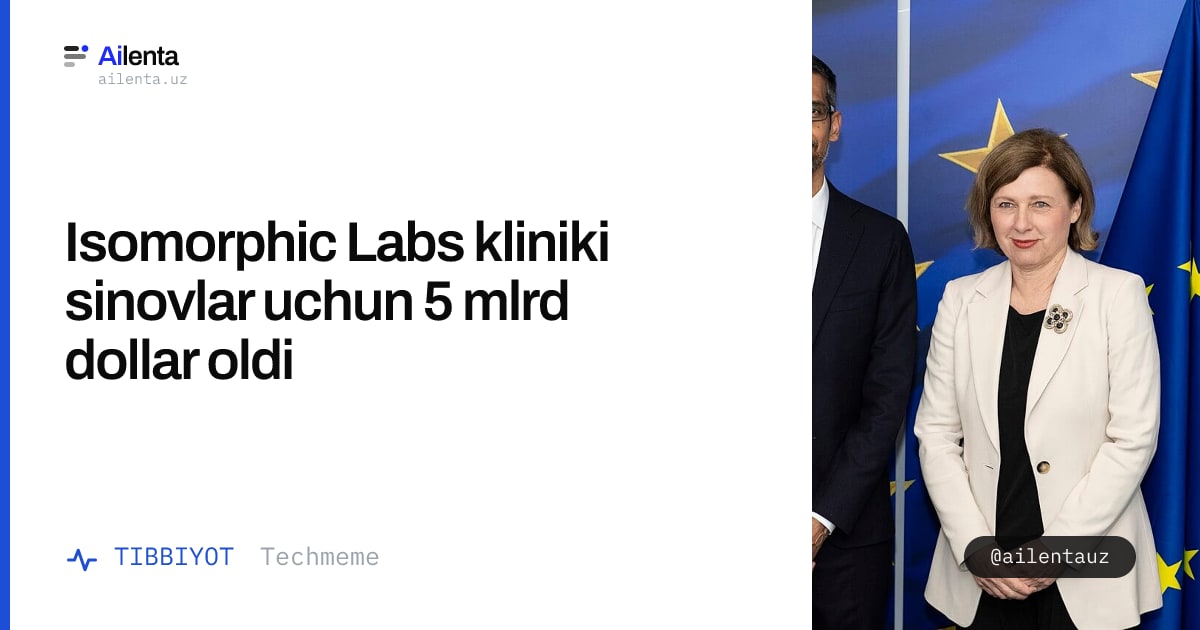 Ailenta
ailenta.uz
Isomorphic Labs kliniki
sinovlar uchun 5 mlrd
dollar oldi
TIBBIYOT Techmeme
@ailentauz